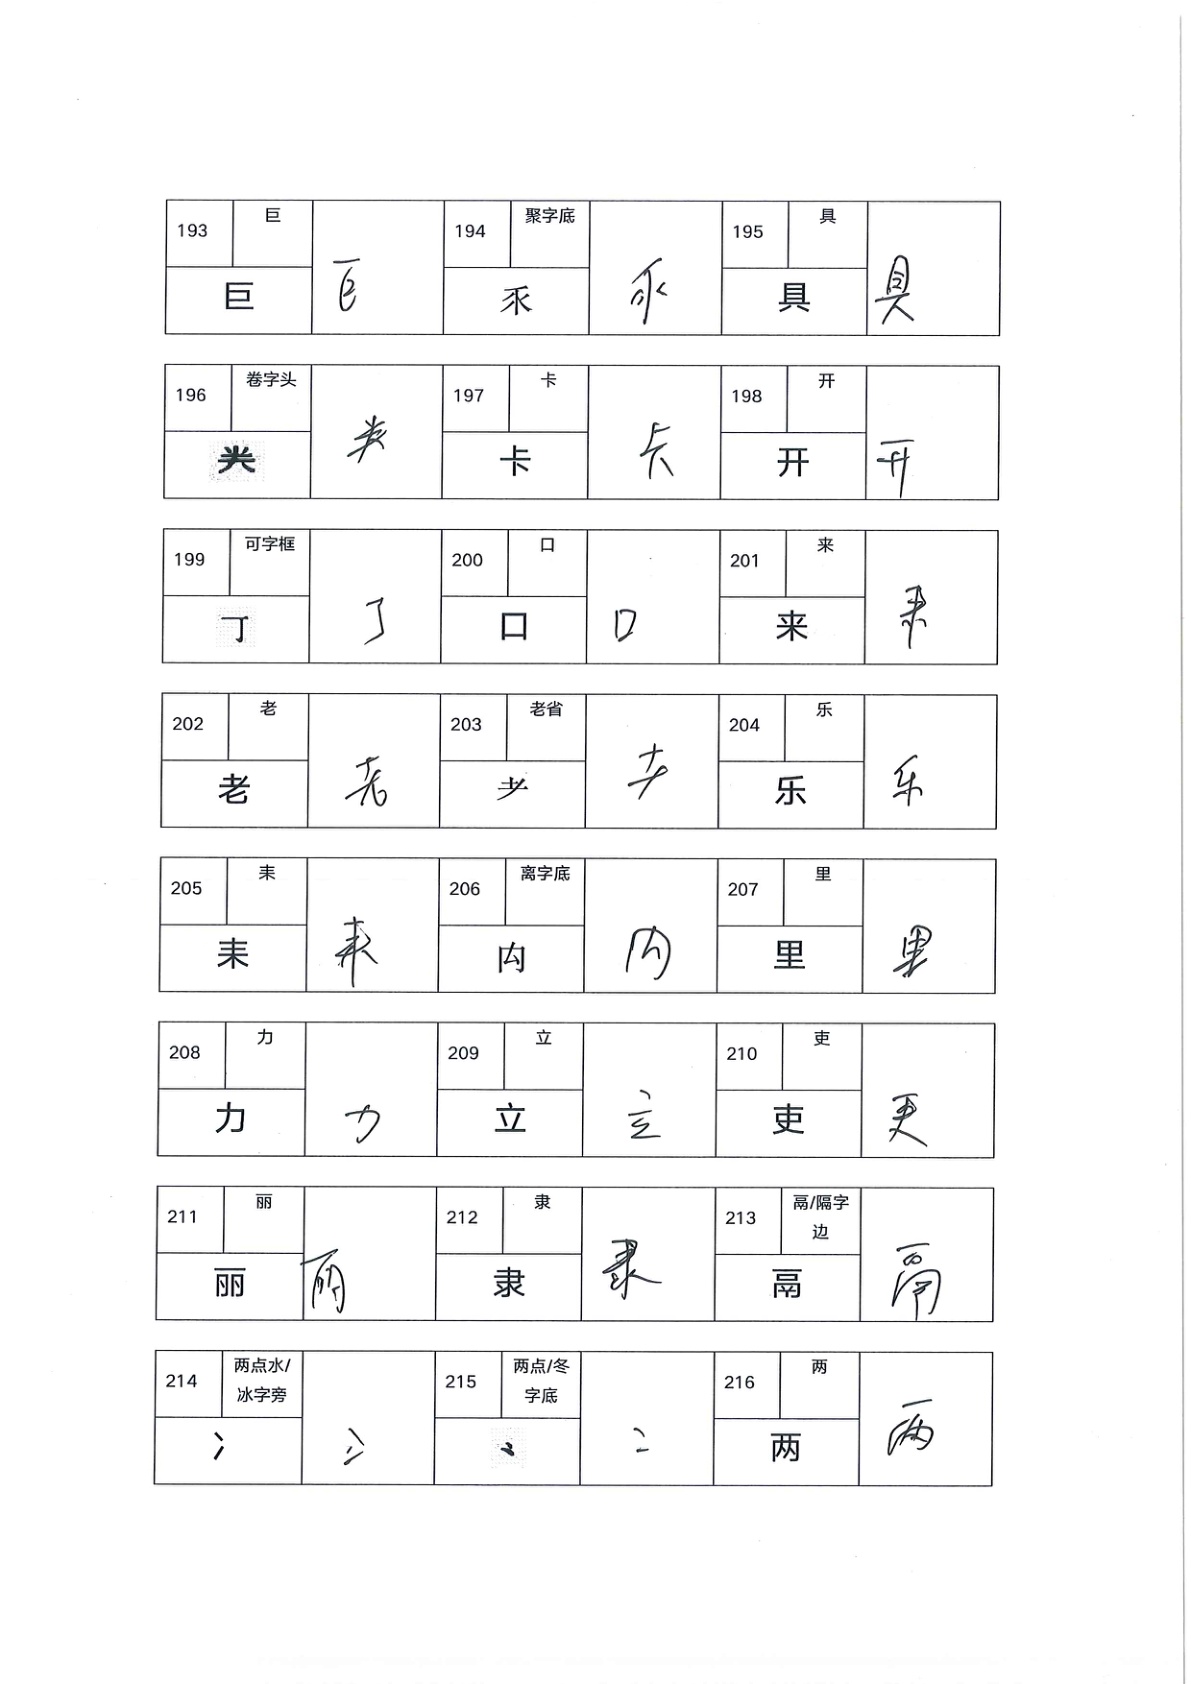 193 巨 194 聚字底 195 具
巨 巨 乑 乑 具 具
196 卷字头 197 卡 198 开
龹 龹 卡 卡 开 开
199 可字框 200 口 201 来
丁 丁 口 口 来 来
202 老 203 老省 204 乐
老 老 耂 耂 乐 乐
205 耒 206 离字底 207 里
耒 耒 禸 禸 里 里
208 力 209 立 210 吏
力 力 立 立 吏 吏
211 丽 212 隶 213 鬲/隔字
边
丽 丽 隶 隶 鬲 鬲
214 两点水/ 215 两点/冬 216 两
冰字旁 字底
冫 冫 ⺀ ⺀ 两 两